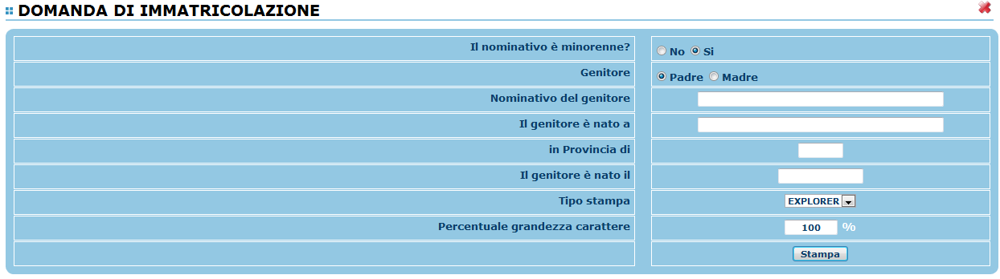 DOMANDA DI IMMATRICOLAZIONE
Il nominativo è minorenne? No Si
Genitore Padre Madre
Nominativo del genitore
Il genitore è nato a
in Provincia di
Il genitore è nato il
Tipo stampa EXPLORER
Percentuale grandezza carattere 100 %
Stampa